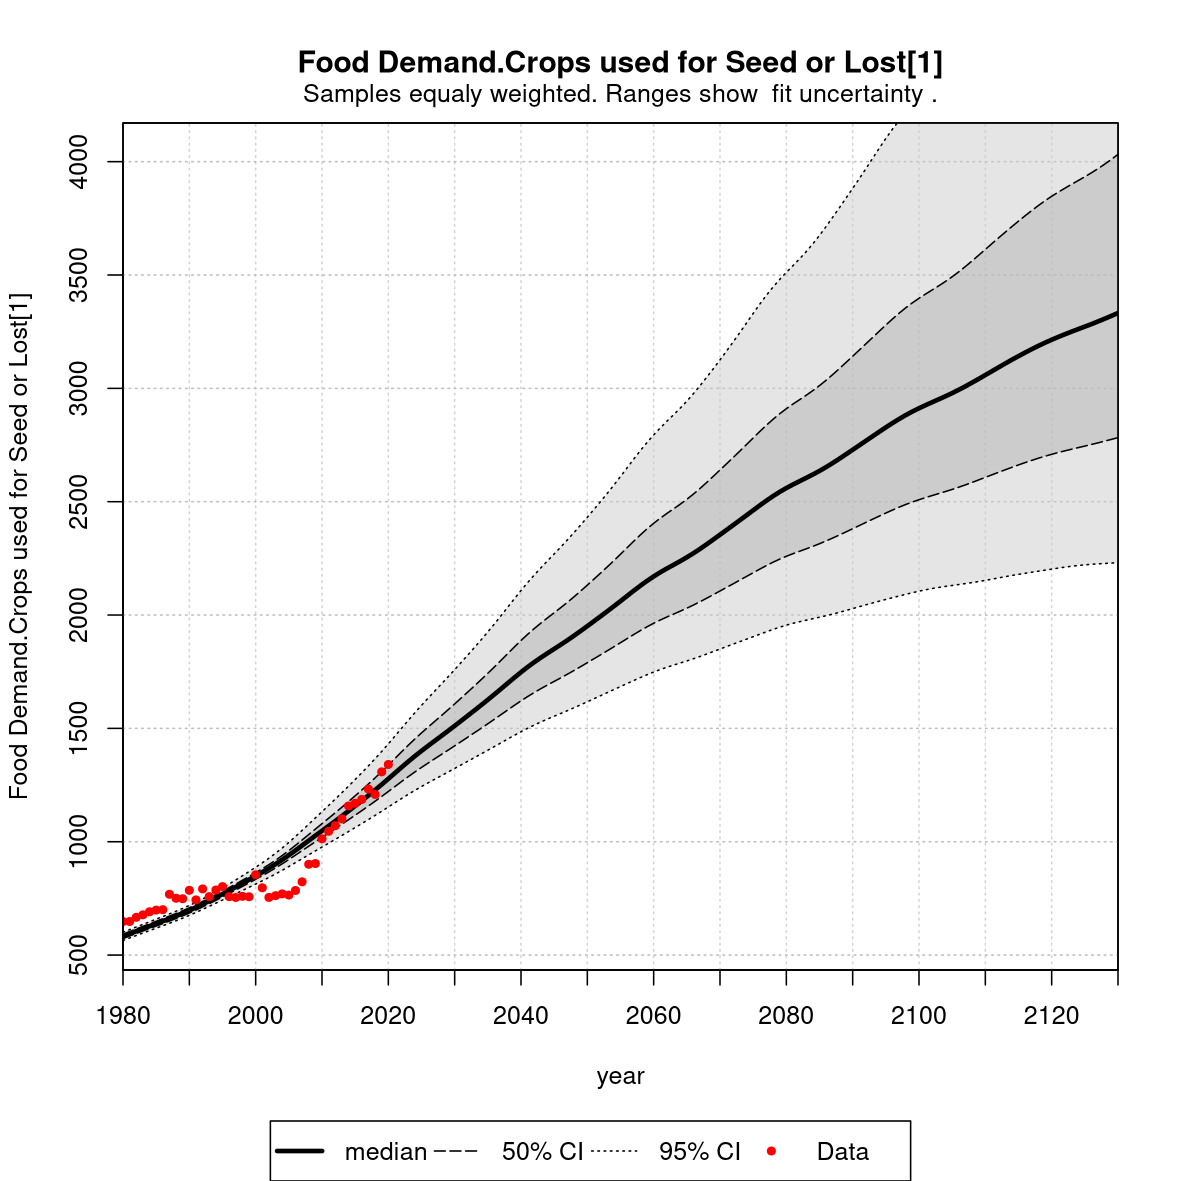 Food Demand.Crops used for Seed or Lost[1]
Samples equaly weighted. Ranges show  fit uncertainty .
Food Demand.Crops used for Seed or Lost[1]
4000
3500
3000
2500
2000
1500
1000
500
1980 2000 2020 2040 2060 2080 2100 2120
year
median 50% CI 95% CI Data